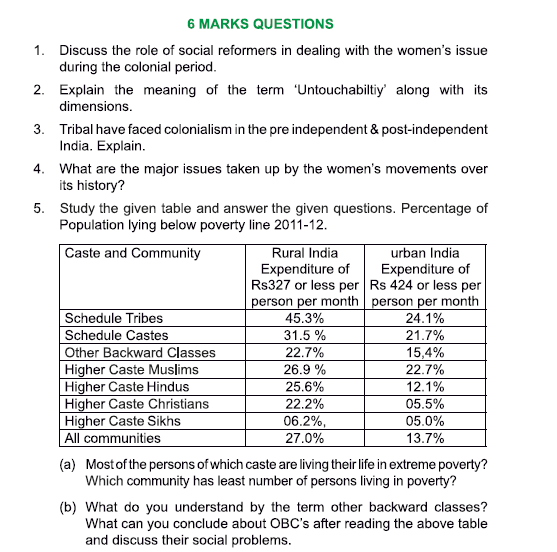 6 MARKS QUESTIONS
1. Discuss the role of social reformers in dealing with the women's issue
during the colonial period.
2. Explain the meaning of the term 'Untouchabiltiy' along with its
dimensions.
3. Tribal have faced colonialism in the pre independent & post-independent
India. Explain.
4. What are the major issues taken up by the women's movements over
its history?
5. Study the given table and answer the given questions. Percentage of
Population lying below poverty line 2011-12.
Caste and Community Rural India urban India
Expenditure of Expenditure of
Rs327 or less per Rs 424 or less per
person per month person per month
Schedule Tribes 45.3% 24.1%
Schedule Castes 31.5 % 21.7%
Other Backward Classes 22.7% 15,4%
Higher Caste Muslims 26.9 % 22.7%
Higher Caste Hindus 25.6% 12.1%
Higher Caste Christians 22.2% 05.5%
Higher Caste Sikhs 06.2%, 05.0%
All communities 27.0% 13.7%
(a) Most of the persons of which caste are living their life in extreme poverty?
Which community has least number of persons living in poverty?
(b) What do you understand by the term other backward classes?
What can you conclude about OBC's after reading the above table
and discuss their social problems.